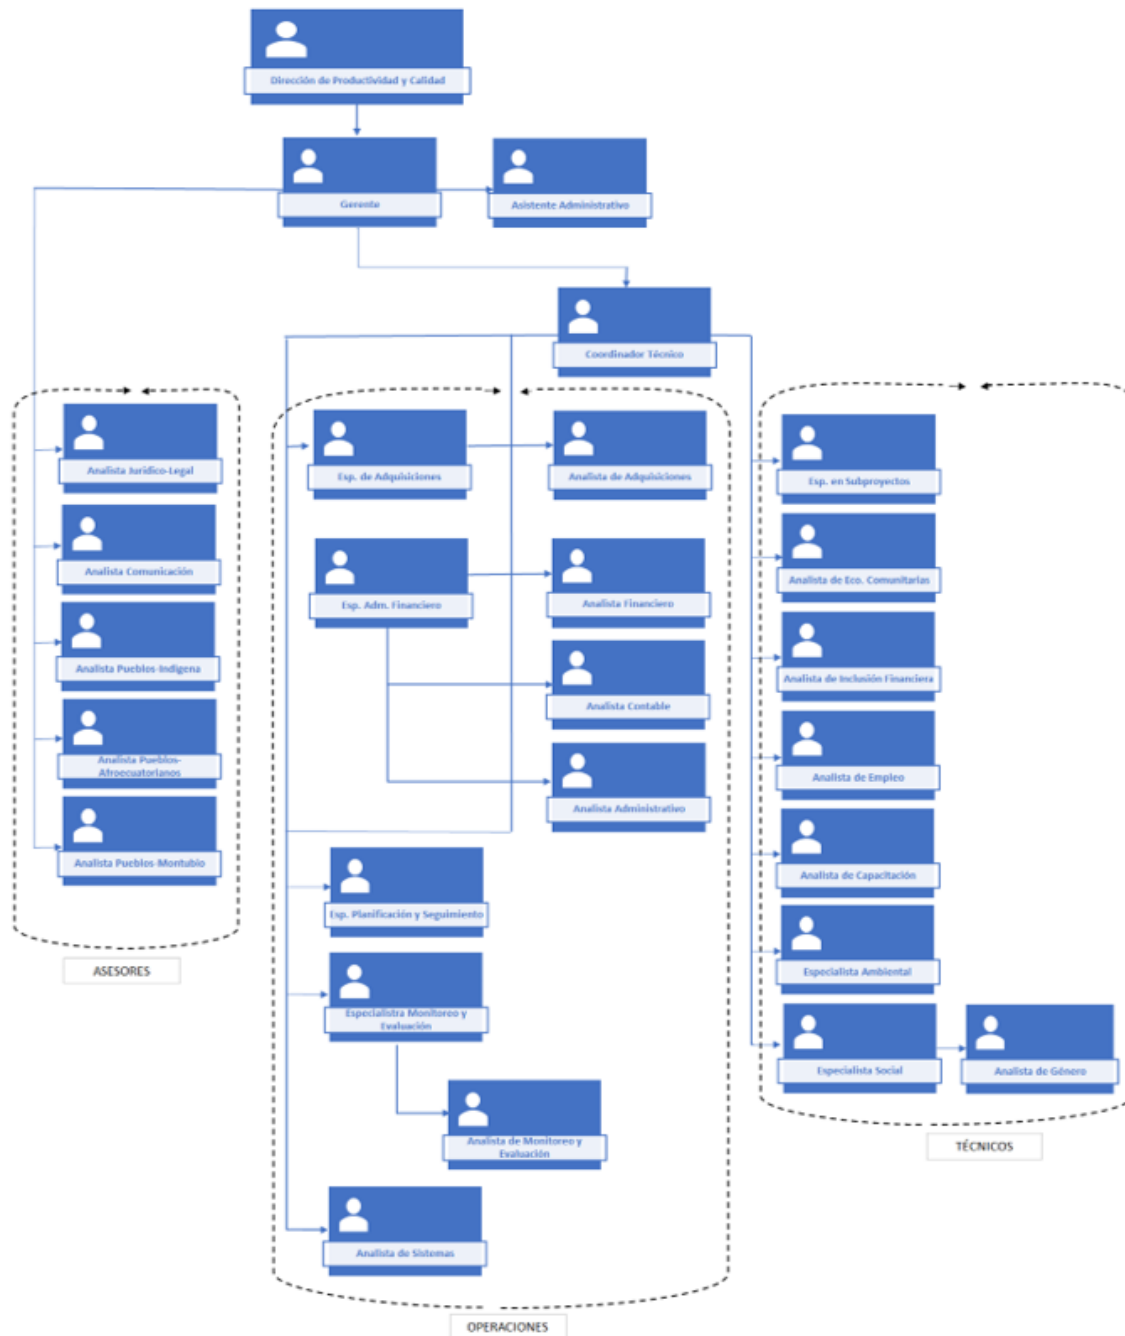 Dirección de Productividad y Calidad
Gerente
Asistente Administrativo
Coordinador Técnico
Analista Jurídico-Legal
Analista Comunicación
Analista Pueblos-Indígena
Analista Pueblos-
Afroecuatorianos
Analista Pueblos-Montubio
ASESORES
Esp. de Adquisiciones
Analista de Adquisiciones
Esp. Adm. Financiero
Analista Financiero
Analista Contable
Analista Administrativo
Esp. Planificación y Seguimiento
Especialistra Monitoreo y
Evaluación
Analista de Monitoreo y
Evaluación
Analista de Sistemas
OPERACIONES
Esp. en Subproyectos
Analista de Eco. Comunitarias
Analista de Inclusión Financiera
Analista de Empleo
Analista de Capacitación
Especialista Ambiental
Especialista Social
Analista de Género
TÉCNICOS